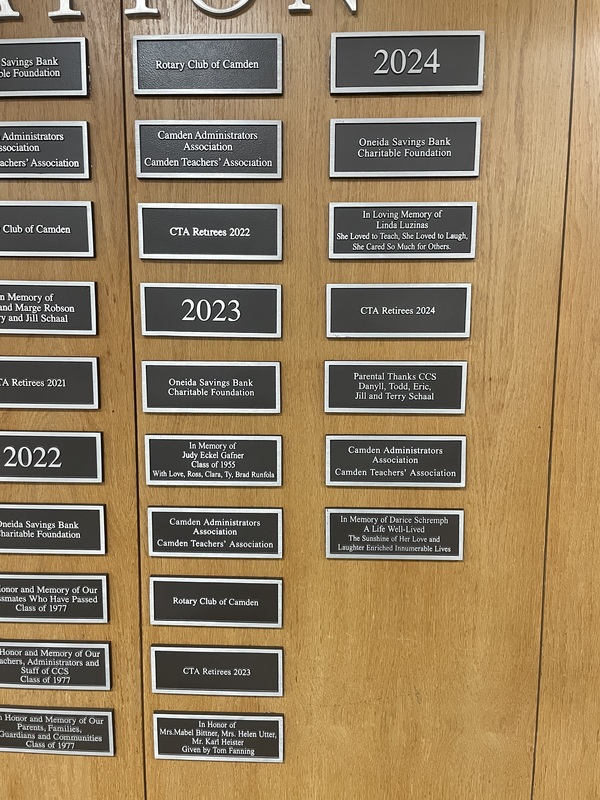 ATION
Savings Bank
ble Foundation
Administrators
ssociation
achers' Association
Club of Camden
n Memory of
and Marge Robson
ry and Jill Schaal
TA Retirees 2021
2022
Oneida Savings Bank
Charitable Foundation
onor and Memory of Our
ssmates Who Have Passed
Class of 1977
Honor and Memory of Our
achers, Administrators and
Staff of CCS
Class of 1977
n Honor and Memory of Our
Parents, Families,
Guardians and Communities
Class of 1977
Rotary Club of Camden
Camden Administrators
Association
Camden Teachers' Association
CTA Retirees 2022
2023
Oneida Savings Bank
Charitable Foundation
In Memory of
Judy Eckel Gafner
Class of 1955
With Love, Ross, Clara, Ty, Brad Runfola
Camden Administrators
Association
Camden Teachers' Association
Rotary Club of Camden
CTA Retirees 2023
In Honor of
Mrs.Mabel Bittner, Mrs. Helen Utter,
Mr. Karl Heister
Given by Tom Fanning
2024
Oneida Savings Bank
Charitable Foundation
In Loving Memory of
Linda Luzinas
She Loved to Teach, She Loved to Laugh,
She Cared So Much for Others.
CTA Retirees 2024
Parental Thanks CCS
Danyll, Todd, Eric,
Jill and Terry Schaal
Camden Administrators
Association
Camden Teachers' Association
In Memory of Darice Schremph
A Life Well-Lived
The Sunshine of Her Love and
Laughter Enriched Innumerable Lives